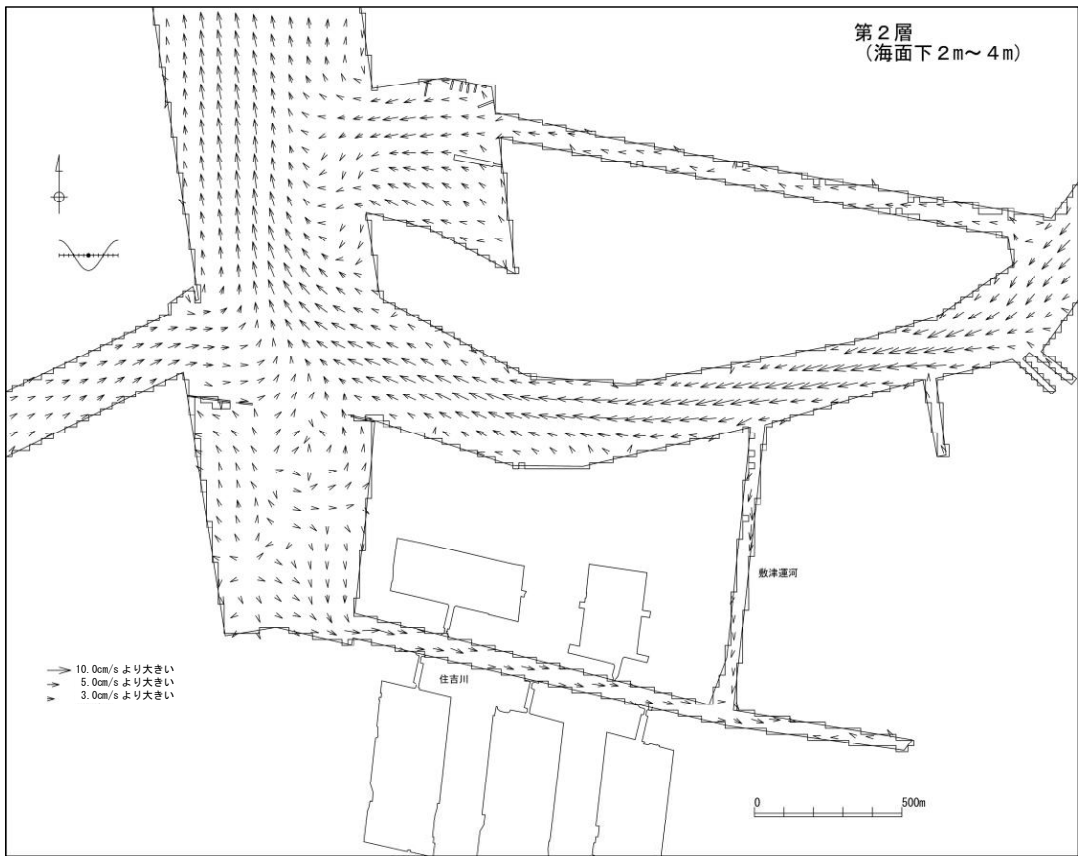 第２層
（海面下２m～４m）
敷津運河
10.0cm/s より大きい
5.0cm/s より大きい
3.0cm/s より大きい
住吉川
0 500m